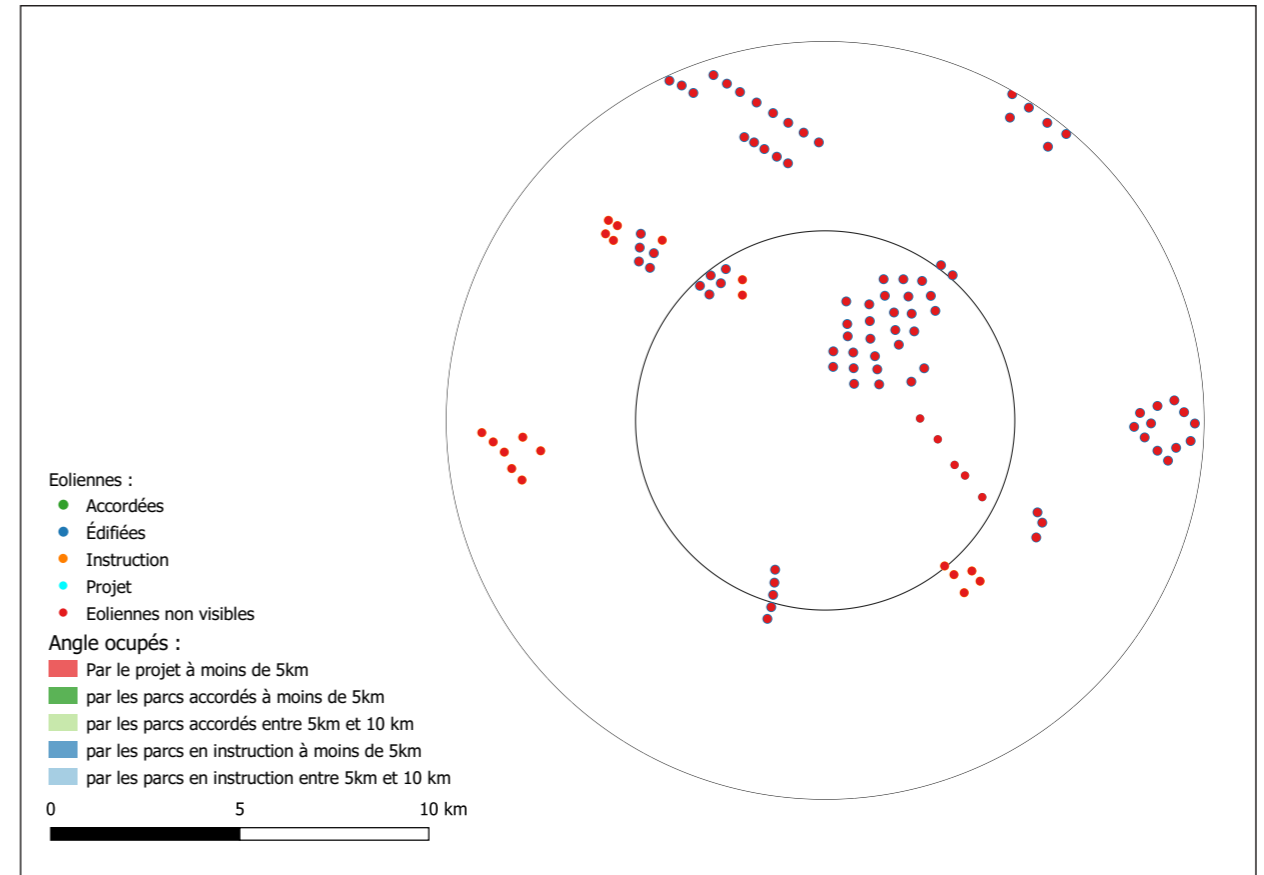 Eoliennes :
Accordées
Édifiées
Instruction
Projet
Eoliennes non visibles
Angle ocupés :
Par le projet à moins de 5km
par les parcs accordés à moins de 5km
par les parcs accordés entre 5km et 10 km
par les parcs en instruction à moins de 5km
par les parcs en instruction entre 5km et 10 km
0 5 10 km